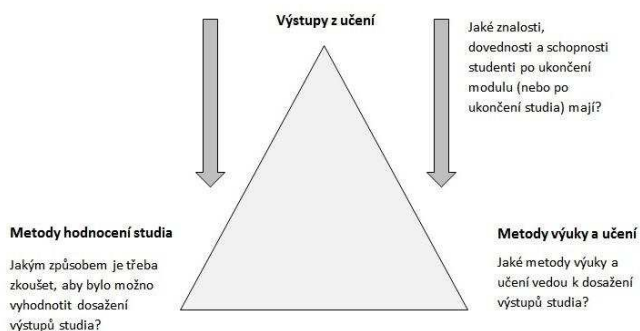 Výstupy z učení
Jaké znalosti,
dovednosti a schopnosti
studenti po ukončení
modulu (nebo po
ukončení studia) mají?
Metody hodnocení studia
Jakým způsobem je třeba
zkoušet, aby bylo možno
vyhodnotit dosažení
výstupů studia?
Metody výuky a učení
Jaké metody výuky a
učení vedou k dosažení
výstupů studia?